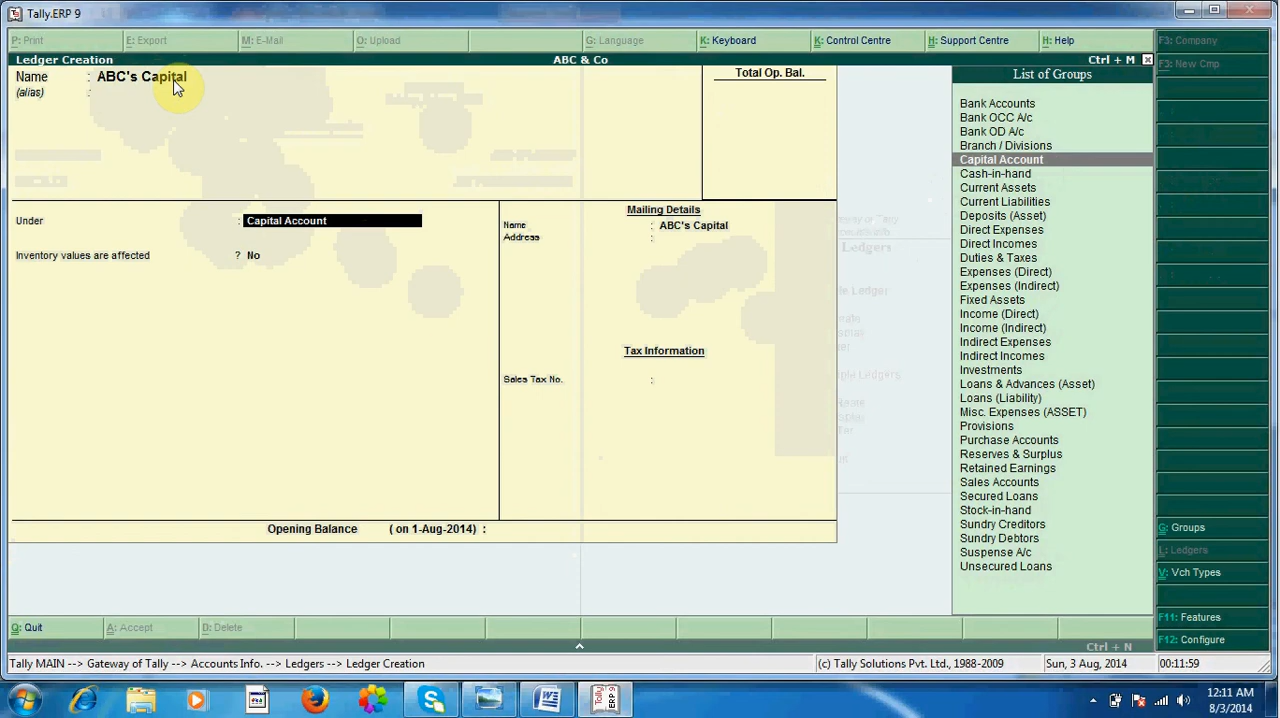 Tally.ERP 9
P: Print E: Export M: E-Mail O: Upload G: Language K: Keyboard K: Control Centre H: Support Centre H: Help F3: Company
Ledger Creation ABC & Co Ctrl + M
F3: New Cmp
Name : ABC's Capital Total Op. Bal. List of Groups
(alias) :
Bank Accounts
Bank OCC A/c
Bank OD A/c
Branch / Divisions
Capital Account
Cash-in-hand
Current Assets
Current Liabilities
Deposits (Asset)
Direct Expenses
Direct Incomes
Duties & Taxes
Expenses (Direct)
Expenses (Indirect)
Fixed Assets
Income (Direct)
Income (Indirect)
Indirect Expenses
Indirect Incomes
Investments
Loans & Advances (Asset)
Loans (Liability)
Misc. Expenses (ASSET)
Provisions
Purchase Accounts
Reserves & Surplus
Retained Earnings
Sales Accounts
Secured Loans
Stock-in-hand
Sundry Creditors
Sundry Debtors
Suspense A/c
Unsecured Loans
Under : Capital Account
Inventory values are affected ? No
Mailing Details
Name : ABC's Capital
Address :
Tax Information
Sales Tax No. :
Ledgers
Opening Balance ( on 1-Aug-2014) :
G: Groups
L: Ledgers
V: Vch Types
F11: Features
F12: Configure
Q: Quit A: Accept D: Delete
Ctrl + N
Tally MAIN --> Gateway of Tally --> Accounts Info. --> Ledgers --> Ledger Creation (c) Tally Solutions Pvt. Ltd., 1988-2009 Sun, 3 Aug, 2014 00:11:59
12:11 AM
8/3/2014